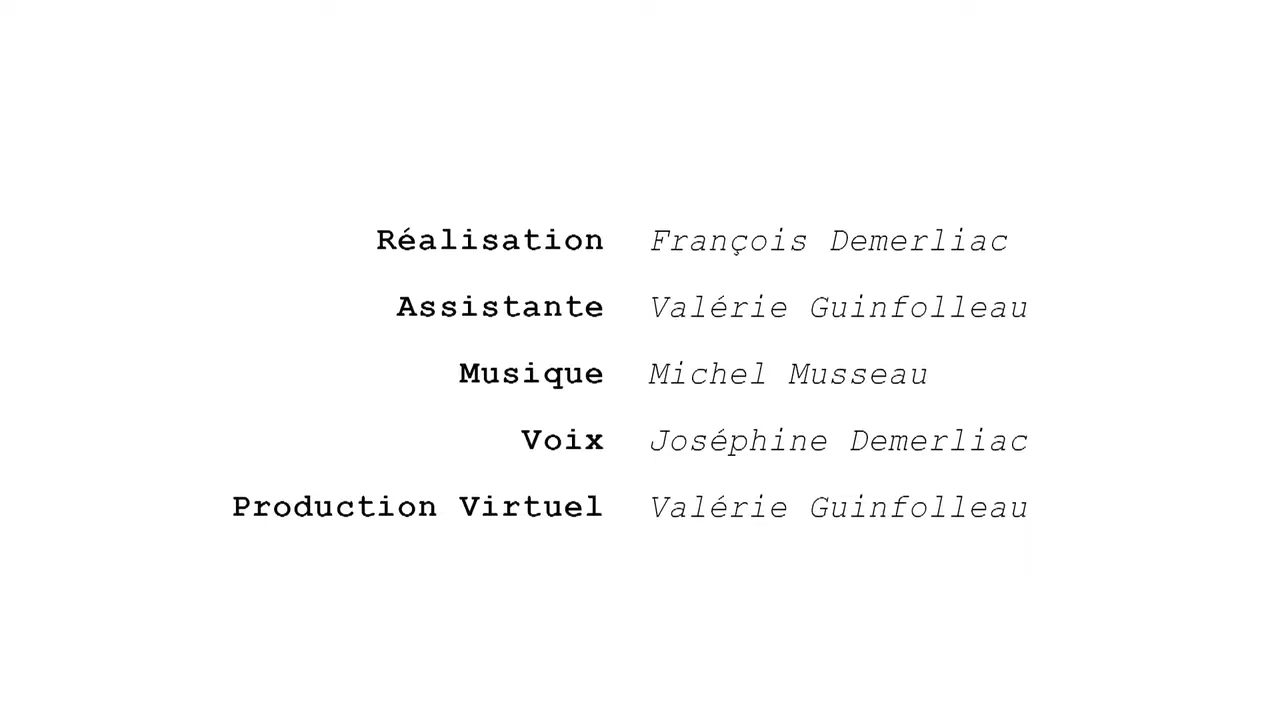 Réalisation François Demerliac
Assistante Valérie Guinfolleau
Musique Michel Musseau
Voix Joséphine Demerliac
Production Virtuel Valérie Guinfolleau